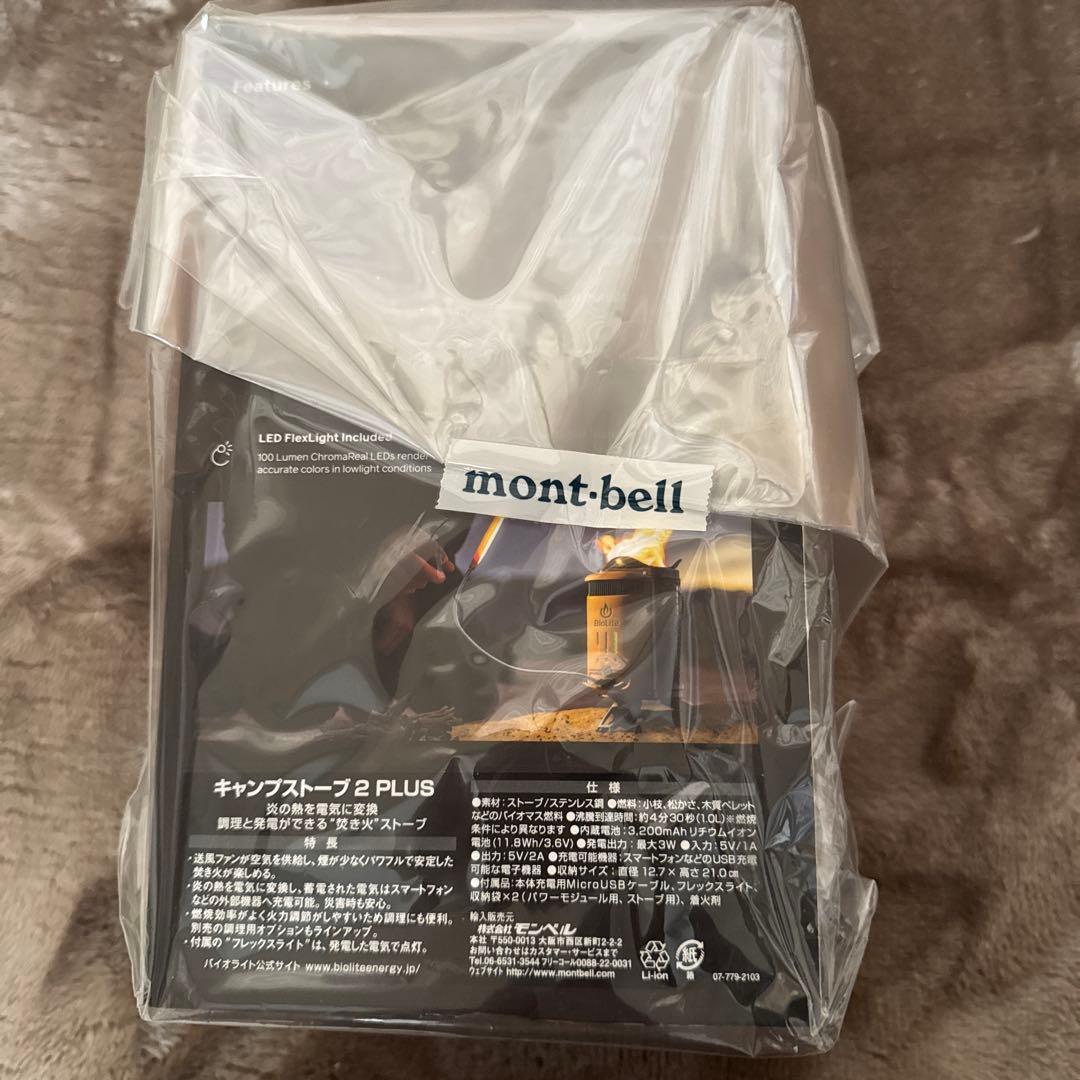 Features
LED FlexLight Included
100 Lumen ChromaReal LEDs render
accurate colors in lowlight conditions
mont·bell
BioLite
キャンプストーブ2 PLUS
炎の熱を電気に変換
調理と発電ができる"焚き火"ストーブ
特長
・送風ファンが空気を供給し、煙が少なくパワフルで安定した
焚き火が楽しめる。
・炎の熱を電気に変換し、蓄電された電気はスマートフォン
などの外部機器へ充電可能。災害時も安心。
・燃焼効率がよく火力調節がしやすいため調理にも便利。
別売の調理用オプションもラインアップ。
・付属の"フレックスライト"は、発電した電気で点灯。
バイオライト公式サイト www.bioliteenergy.jp/
仕様
●素材:ストーブ/ステンレス鋼 ●燃料:小枝、松かさ、木質ペレット
などのバイオマス燃料 ●沸騰到達時間:約4分30秒(1.0L)※燃焼
条件により異なります ●内蔵電池:3,200mAhリチウムイオン
電池(11.8Wh/3.6V) ●発電出力:最大3W ●入力:5V/1A
●出力:5V/2A ●充電可能機器:スマートフォンなどのUSB充電
可能な電子機器 ●収納サイズ:直径12.7×高さ21.0㎝
●付属品:本体充電用MicroUSBケーブル、フレックスライト、
収納袋×2(パワーモジュール用、ストーブ用)、着火剤
輸入販売元
株式会社モンベル
本社 〒550-0013 大阪市西区新町2-2-2
お問い合わせはカスタマー・サービスまで
Tel.06-6531-3544 フリーコール0088-22-0031
ウェブサイト http://www.montbell.com
Li-ion
紙
箱
07-779-2103